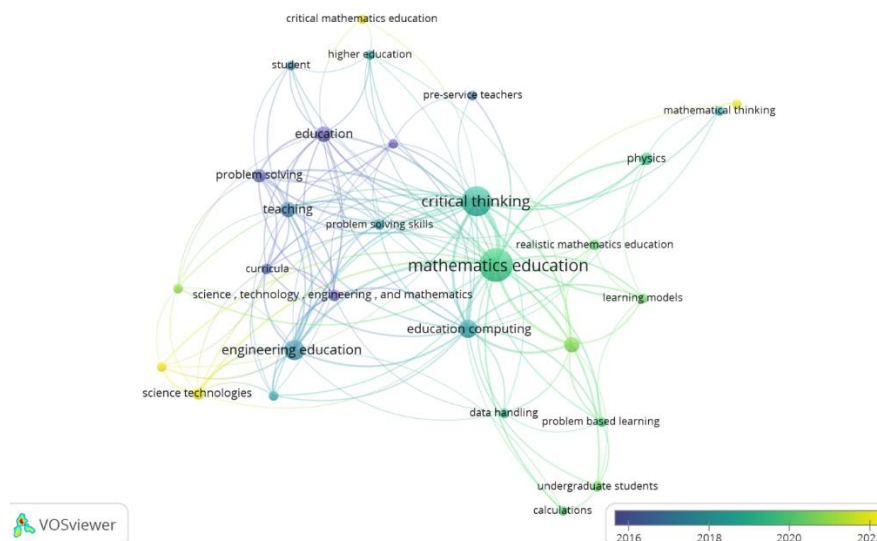 critical mathematics education
higher education
student
pre-service teachers
mathematical thinking
education
physics
problem solving
critical thinking
teaching
problem solving skills
realistic mathematics education
mathematics education
curricula
science , technology , engineering , and mathematics
learning models
education computing
engineering education
science technologies
data handling
problem based learning
undergraduate students
calculations
VOSviewer
2016 2018 2020